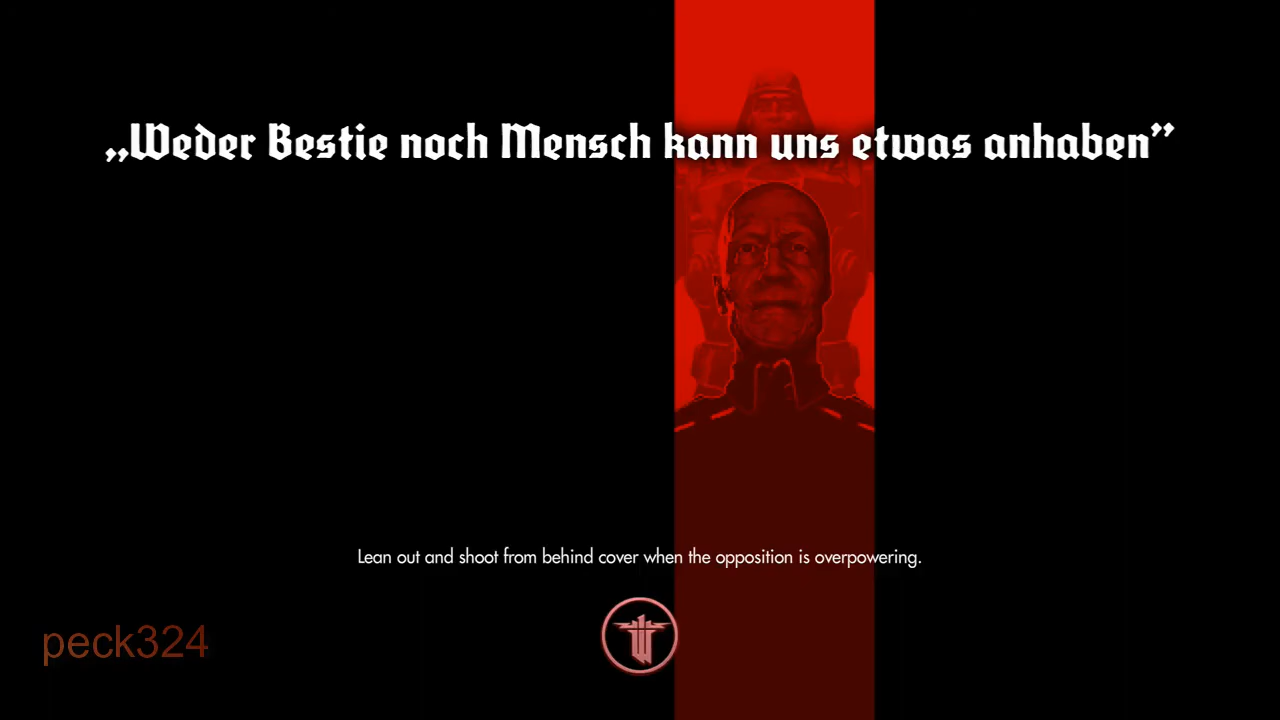 „Weder Bestie noch Mensch kann uns etwas anhaben”
Lean out and shoot from behind cover when the opposition is overpowering.
peck324